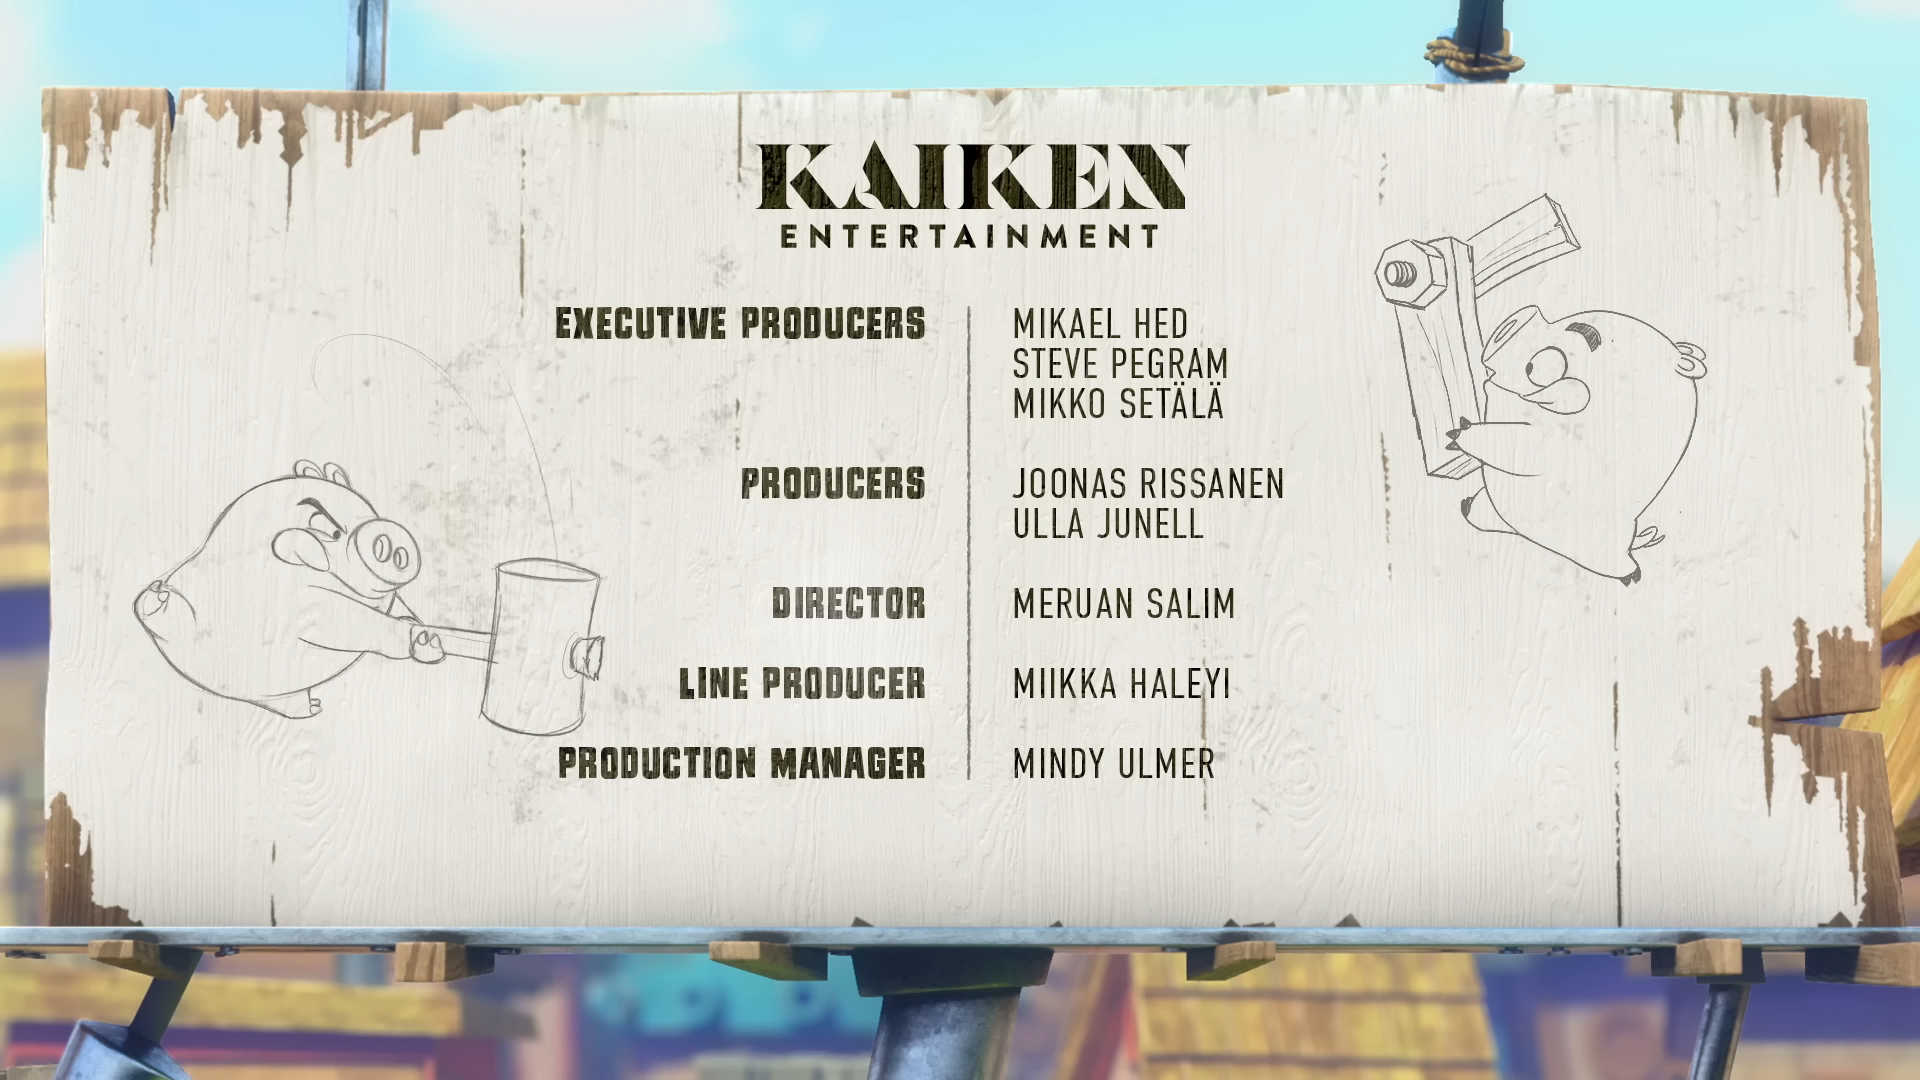 KAIKEN
ENTERTAINMENT
EXECUTIVE PRODUCERS MIKAEL HED
STEVE PEGRAM
MIKKO SETÄLÄ
PRODUCERS JOONAS RISSANEN
ULLA JUNELL
DIRECTOR MERUAN SALIM
LINE PRODUCER MIIKKA HALEYI
PRODUCTION MANAGER MINDY ULMER